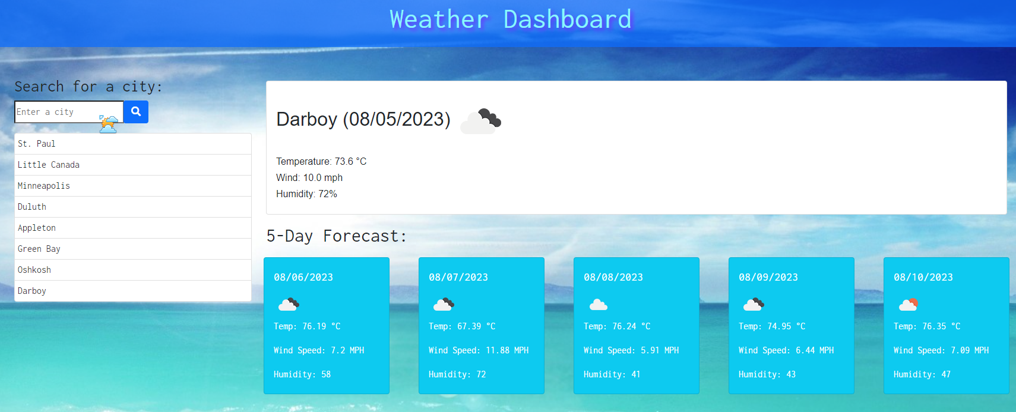 Weather Dashboard
Search for a city:
Enter a city
St. Paul
Little Canada
Minneapolis
Duluth
Appleton
Green Bay
Oshkosh
Darboy
Darboy (08/05/2023)
Temperature: 73.6 °C
Wind: 10.0 mph
Humidity: 72%
5-Day Forecast:
08/06/2023
Temp: 76.19 °C
Wind Speed: 7.2 MPH
Humidity: 58
08/07/2023
Temp: 67.39 °C
Wind Speed: 11.88 MPH
Humidity: 72
08/08/2023
Temp: 76.24 °C
Wind Speed: 5.91 MPH
Humidity: 41
08/09/2023
Temp: 74.95 °C
Wind Speed: 6.44 MPH
Humidity: 43
08/10/2023
Temp: 76.35 °C
Wind Speed: 7.09 MPH
Humidity: 47